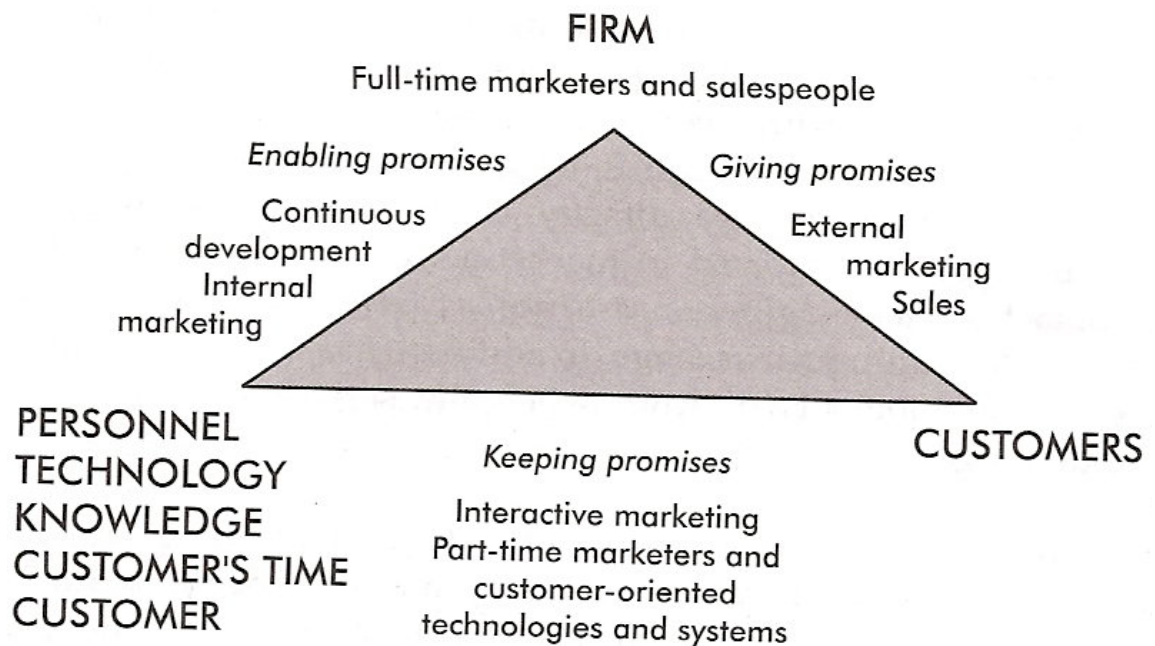 FIRM
Full-time marketers and salespeople
Enabling promises
Continuous
development
Internal
marketing
Giving promises
External
marketing
Sales
PERSONNEL
TECHNOLOGY
KNOWLEDGE
CUSTOMER'S TIME
CUSTOMER
Keeping promises
Interactive marketing
Part-time marketers and
customer-oriented
technologies and systems
CUSTOMERS